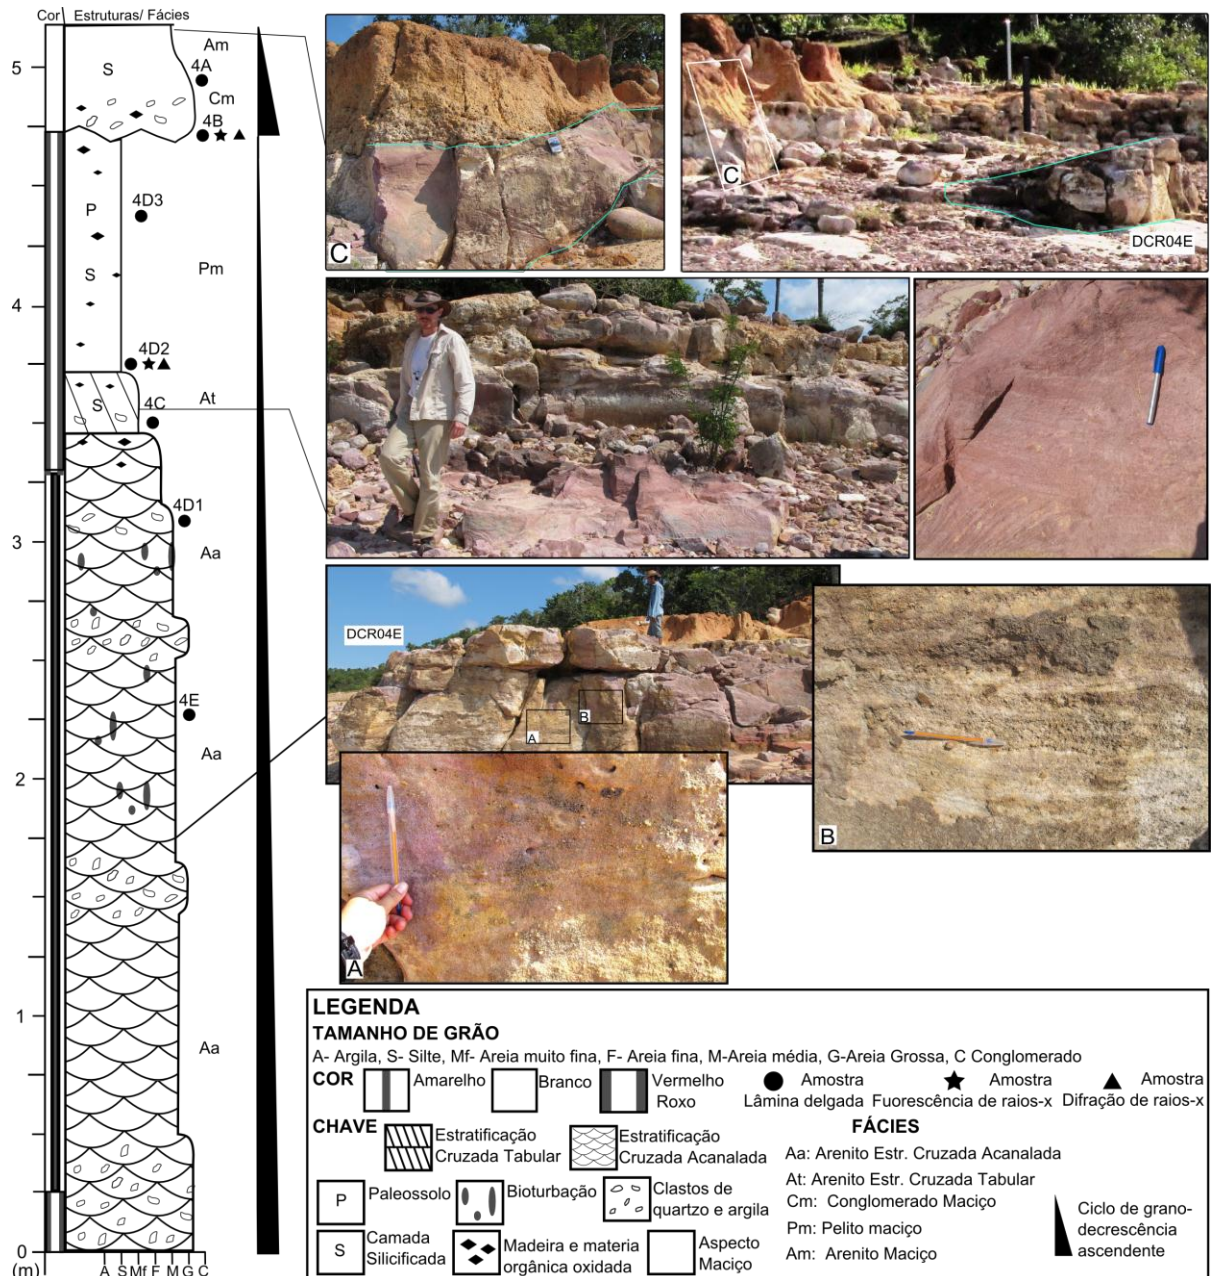 Cor Estruturas/ Fácies
Am
5
S
4A
Cm
4B
4D3
P
Pm
S
4
4D2
At
S
4C
4D1
3
Aa
4E
Aa
2
1
Aa
0
(m)
A S Mf F M G C
C
C
DCR04E
DCR04E
B
A
B
A
LEGENDA
TAMANHO DE GRÃO
A- Argila, S- Silte, Mf- Areia muito fina, F- Areia fina, M-Areia média, G-Areia Grossa, C Conglomerado
COR
Amarelho
Branco
Vermelho
Roxo
Amostra
Lâmina delgada
Amostra
Fuorescência de raios-x
Amostra
Difração de raios-x
CHAVE
Estratificação
Cruzada Tabular
Estratificação
Cruzada Acanalada
P
Paleossolo
Bioturbação
Clastos de
quartzo e argila
S
Camada
Silicificada
Madeira e materia
orgânica oxidada
Aspecto
Maciço
FÁCIES
Aa: Arenito Estr. Cruzada Acanalada
At: Arenito Estr. Cruzada Tabular
Cm: Conglomerado Maciço
Pm: Pelito maciço
Am: Arenito Maciço
Ciclo de grano-
decrescência
ascendente